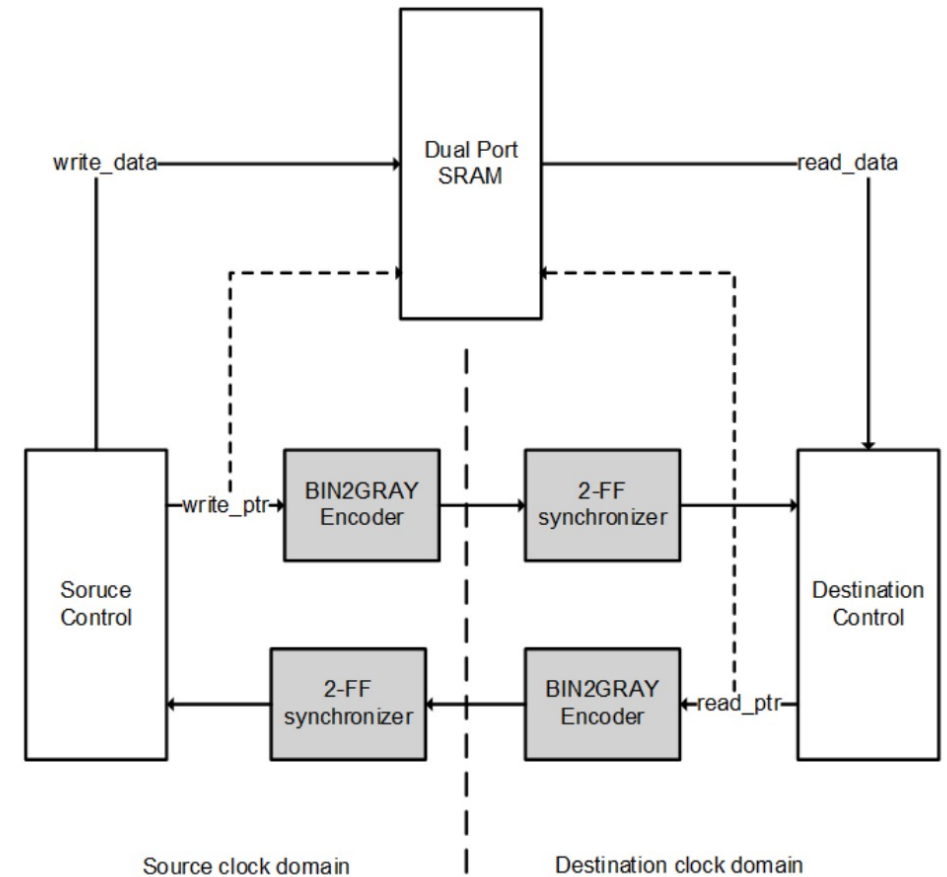 Dual Port
SRAM
write_data
read_data
write_ptr
BIN2GRAY
Encoder
2-FF
synchronizer
Soruce
Control
Destination
Control
2-FF
synchronizer
BIN2GRAY
Encoder
read_ptr
Source clock domain
Destination clock domain